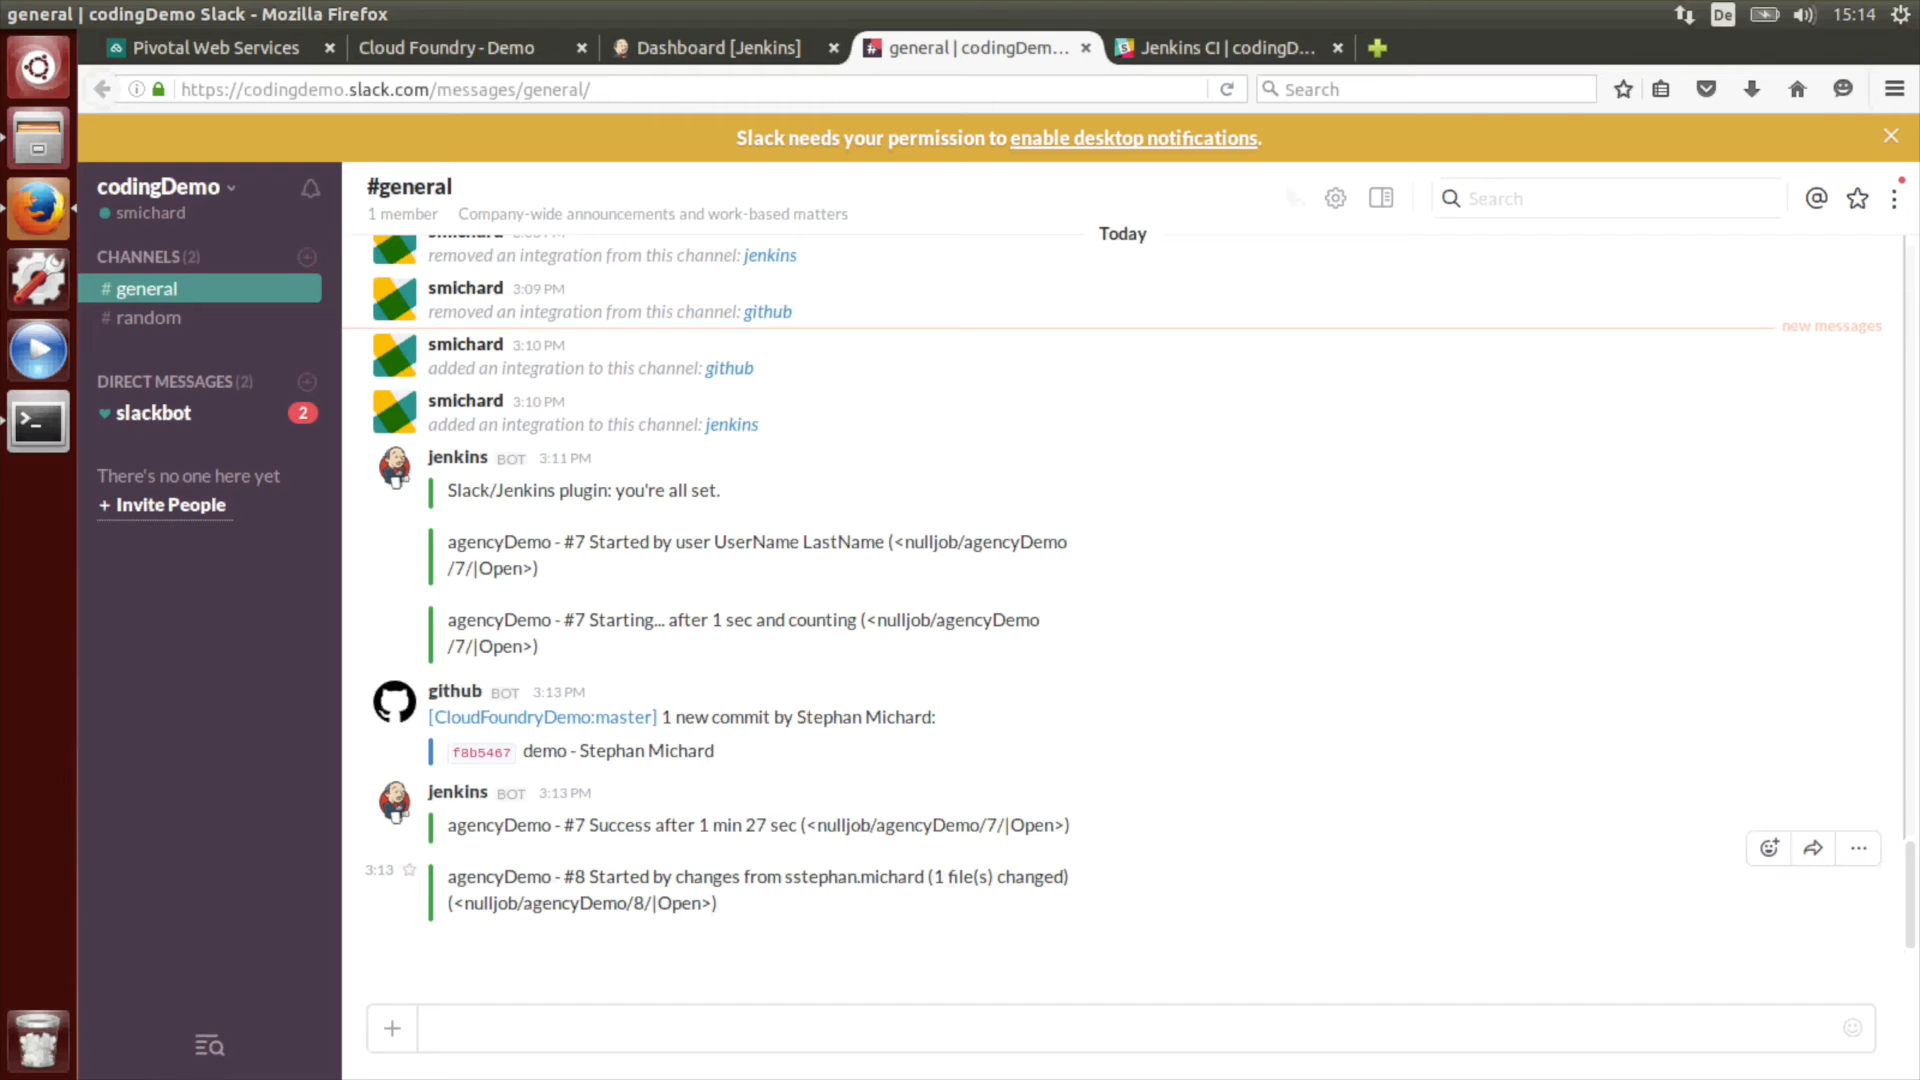 general | codingDemo Slack - Mozilla Firefox
De
15:14
Pivotal Web Services
Cloud Foundry - Demo
Dashboard [Jenkins]
general | codingDem...
Jenkins CI | codingD...
https://codingdemo.slack.com/messages/general/
Search
Slack needs your permission to enable desktop notifications.
codingDemo
smichard
#general
1 member
Company-wide announcements and work-based matters
Search
CHANNELS (2)
# general
# random
DIRECT MESSAGES (2)
slackbot
2
There's no one here yet
+ Invite People
Today
smichard
removed an integration from this channel: jenkins
smichard 3:09 PM
removed an integration from this channel: github
new messages
smichard 3:10 PM
added an integration to this channel: github
smichard 3:10 PM
added an integration to this channel: jenkins
jenkins BOT 3:11 PM
Slack/Jenkins plugin: you're all set.
agencyDemo - #7 Started by user UserName LastName (<nulljob/agencyDemo
/7/|Open>)
agencyDemo - #7 Starting... after 1 sec and counting (<nulljob/agencyDemo
/7/|Open>)
github BOT 3:13 PM
[CloudFoundryDemo:master] 1 new commit by Stephan Michard:
f8b5467 demo - Stephan Michard
jenkins BOT 3:13 PM
agencyDemo - #7 Success after 1 min 27 sec (<nulljob/agencyDemo/7/|Open>)
3:13
agencyDemo - #8 Started by changes from sstephan.michard (1 file(s) changed)
(<nulljob/agencyDemo/8/|Open>)